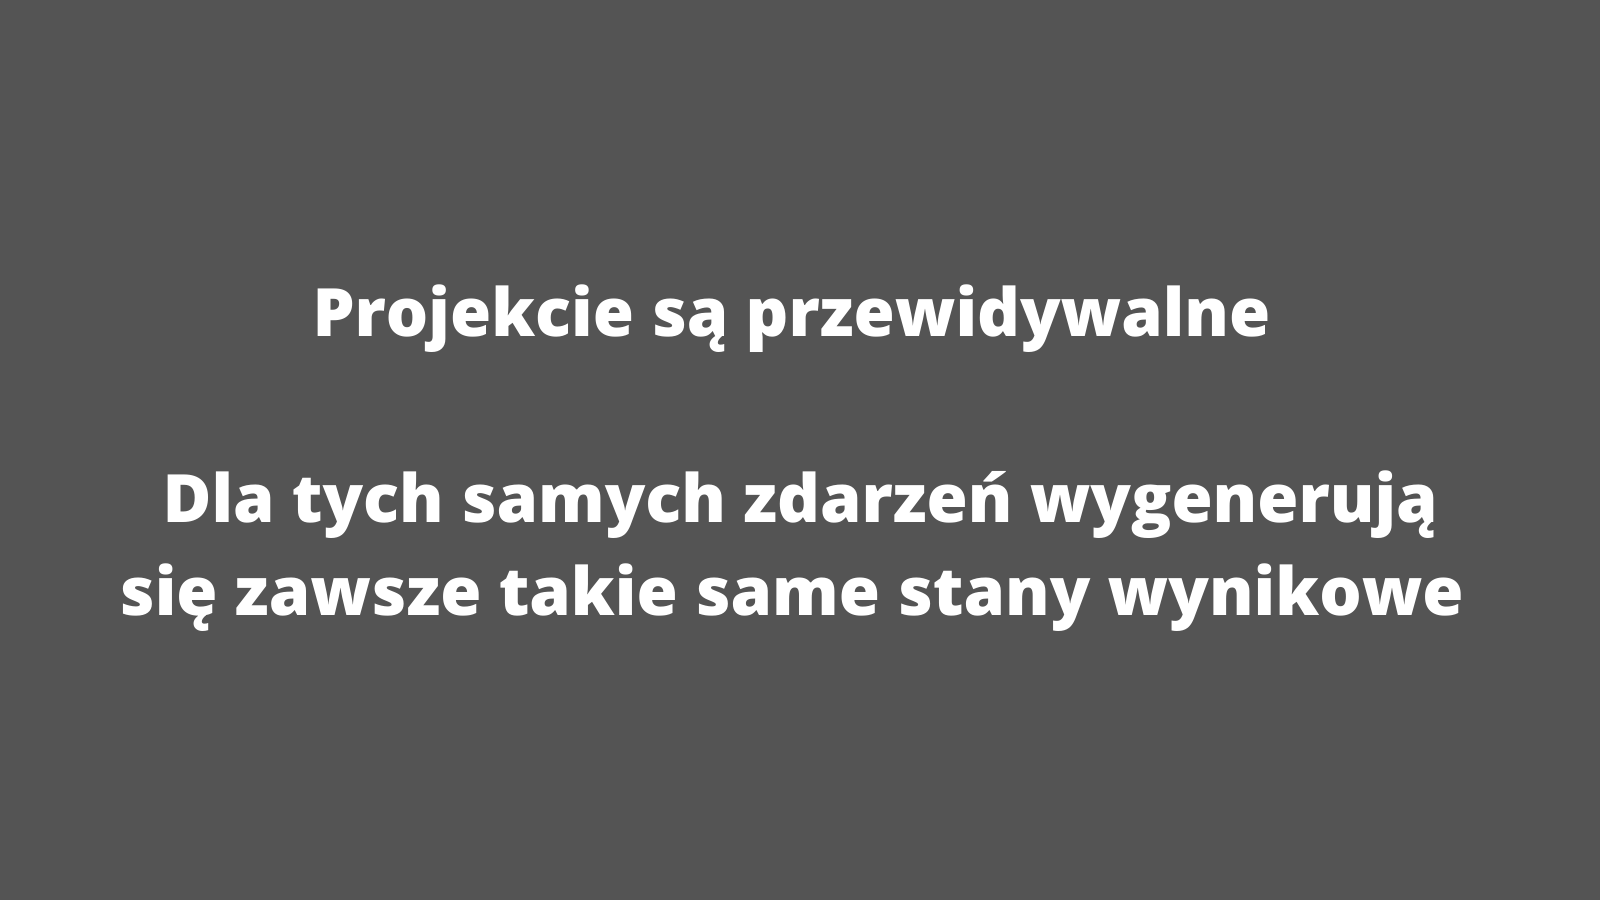 Projekcie są przewidywalne
Dla tych samych zdarzeń wygenerują
się zawsze takie same stany wynikowe